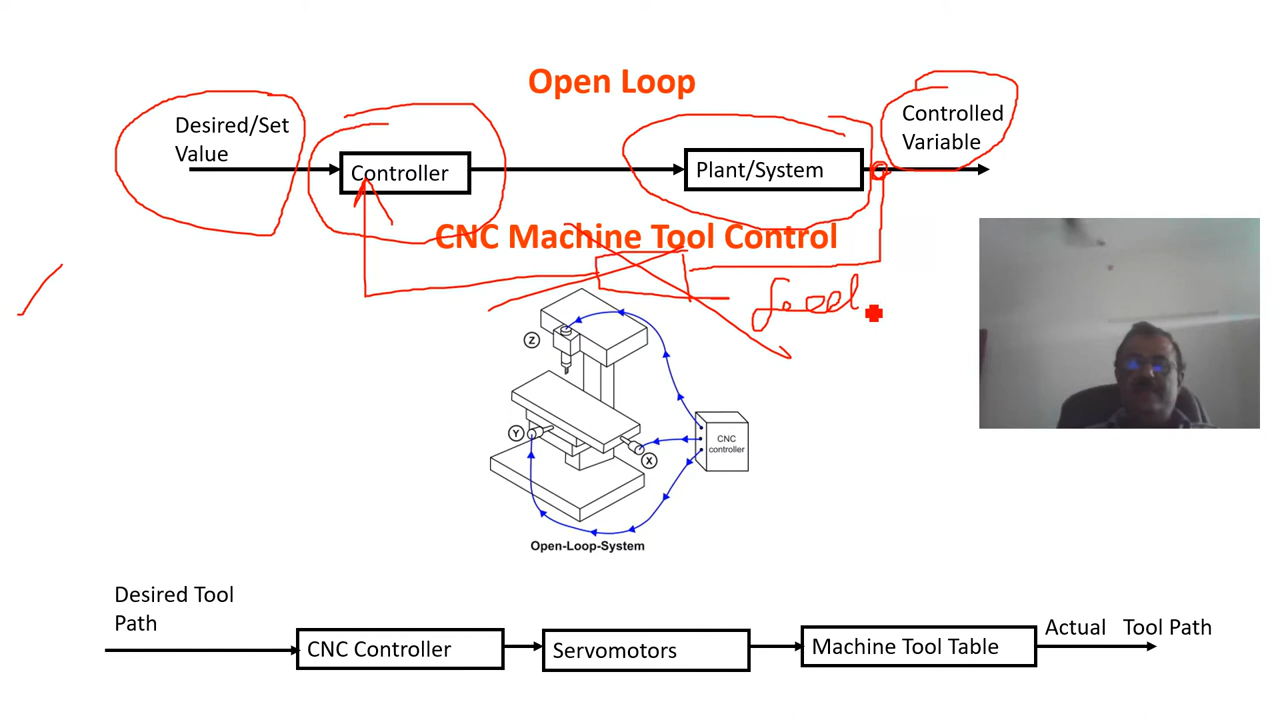 Open Loop
Desired/Set
Value
Controller
Plant/System
Controlled
Variable
CNC Machine Tool Control
feed
Z
Y
X
CNC
controller
Open-Loop-System
Desired Tool
Path
CNC Controller
Servomotors
Machine Tool Table
Actual Tool Path